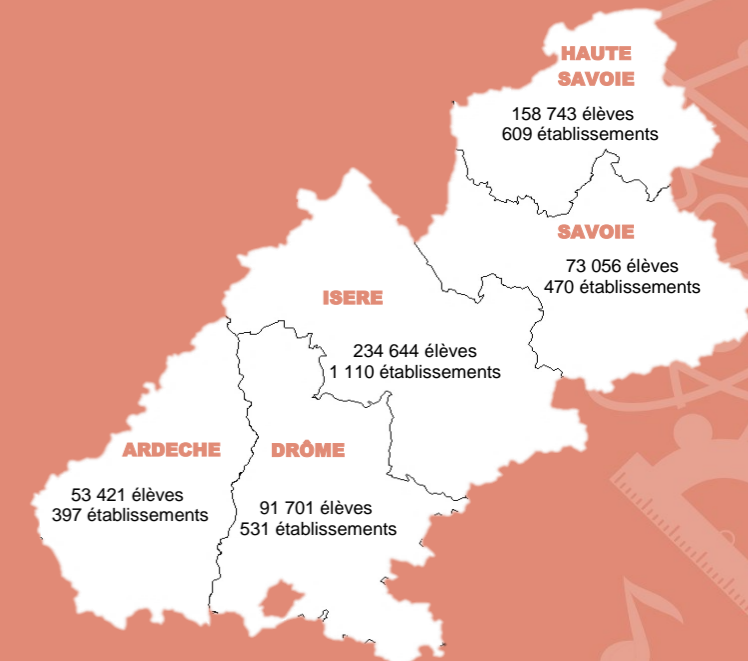 HAUTE
SAVOIE
158 743 élèves
609 établissements
SAVOIE
73 056 élèves
470 établissements
ISERE
234 644 élèves
1 110 établissements
ARDECHE
53 421 élèves
397 établissements
DRÔME
91 701 élèves
531 établissements